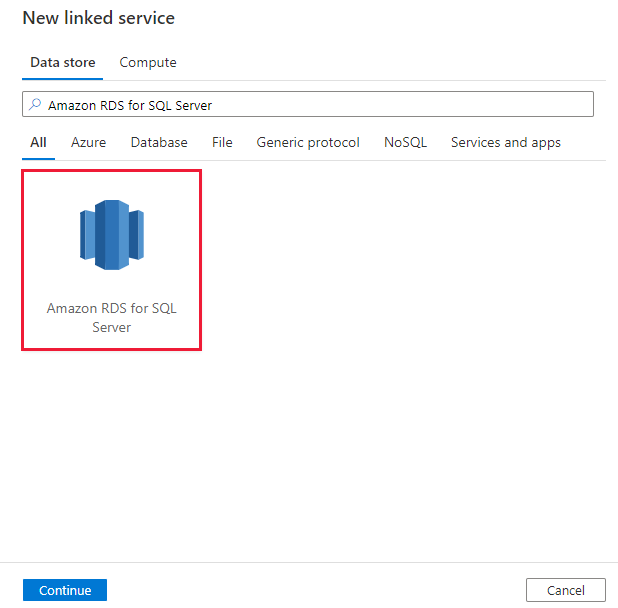 New linked service
Data store Compute
Amazon RDS for SQL Server
All Azure Database File Generic protocol NoSQL Services and apps
Amazon RDS for SQL
Server
Continue Cancel